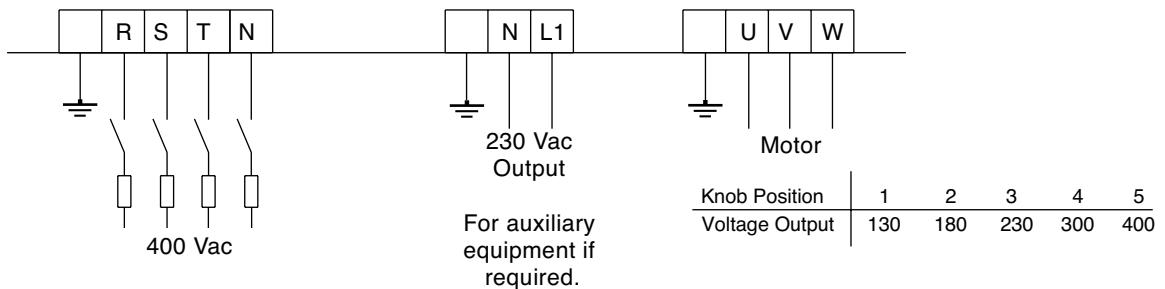 R S T N
N L1
U V W
400 Vac
230 Vac
Output
For auxiliary
equipment if
required.
Motor
Knob Position 1 2 3 4 5
Voltage Output 130 180 230 300 400